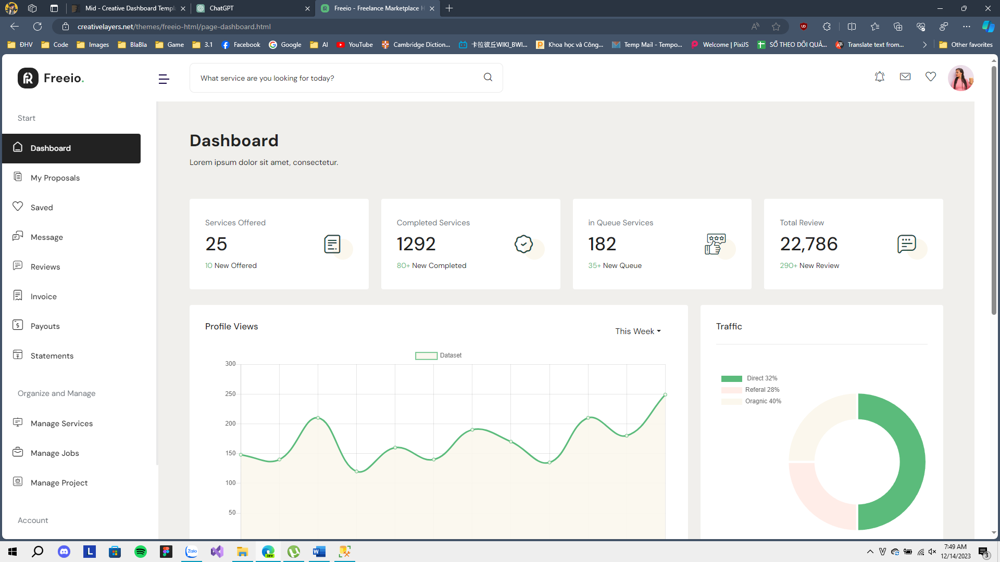 Mid - Creative Dashboard Templ
ChatGPT
Freeio - Freelance Marketplace H
creativelayers.net/themes/freeio-html/page-dashboard.html
ĐHV
Code
Images
BlaBla
Game
3.1
Facebook
Google
AI
YouTube
Cambridge Diction...
卡拉彼丘WIKI_BWI...
Khoa học và Công...
Temp Mail - Tempo...
Welcome | PixiJS
SỔ THEO DÕI QUẢ...
Translate text from...
Other favorites
Freeio.
What service are you looking for today?
Start
Dashboard
My Proposals
Saved
Message
Reviews
Invoice
Payouts
Statements
Organize and Manage
Manage Services
Manage Jobs
Manage Project
Account
Dashboard
Lorem ipsum dolor sit amet, consectetur.
Services Offered
25
10 New Offered
Completed Services
1292
80+ New Completed
in Queue Services
182
35+ New Queue
Total Review
22,786
290+ New Review
Profile Views
This Week
Dataset
300
250
200
150
100
50
Traffic
Direct 32%
Referal 28%
Oragnic 40%
L
Zalo
DEV
7:49 AM
12/14/2023
3